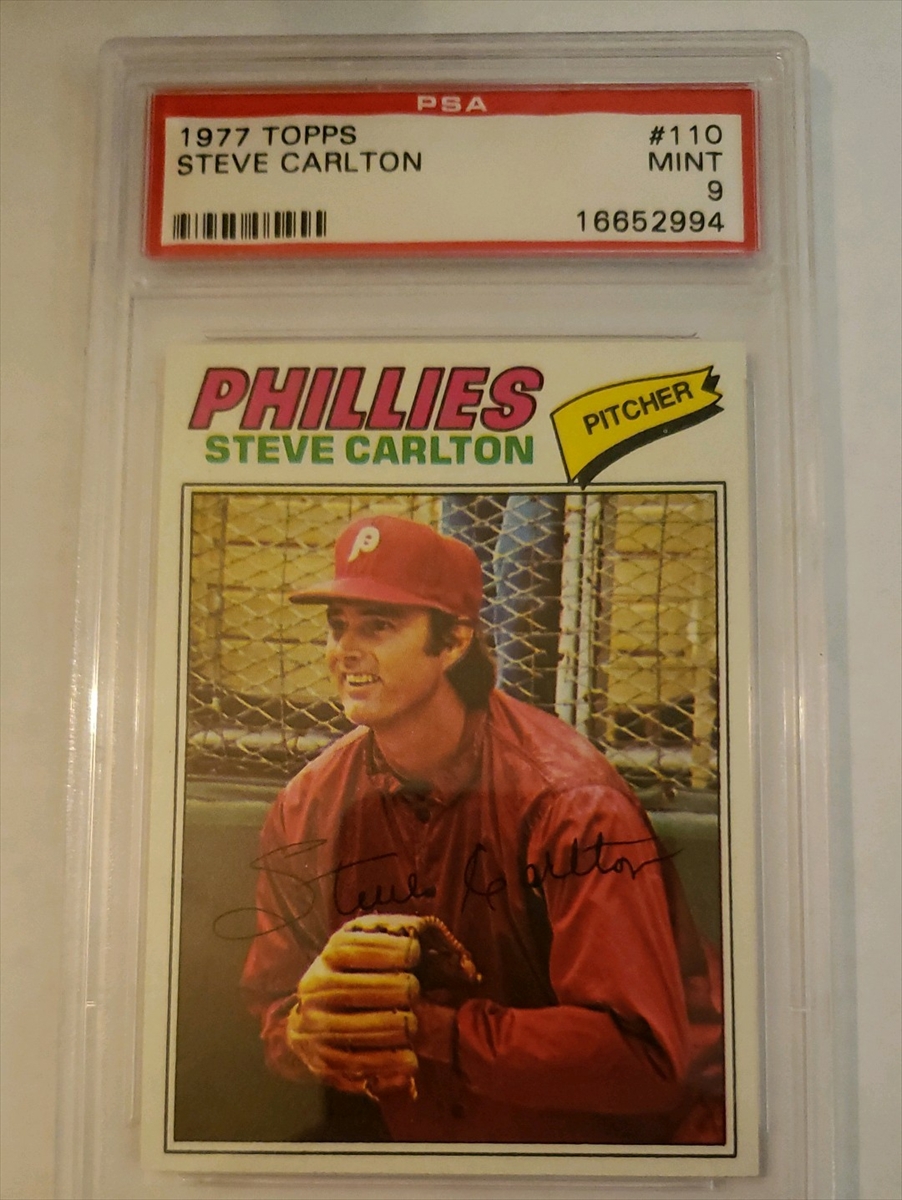 PSA
1977 TOPPS #110
STEVE CARLTON MINT
9
16652994
PHILLIES
STEVE CARLTON
PITCHER
P
Steve Carlton